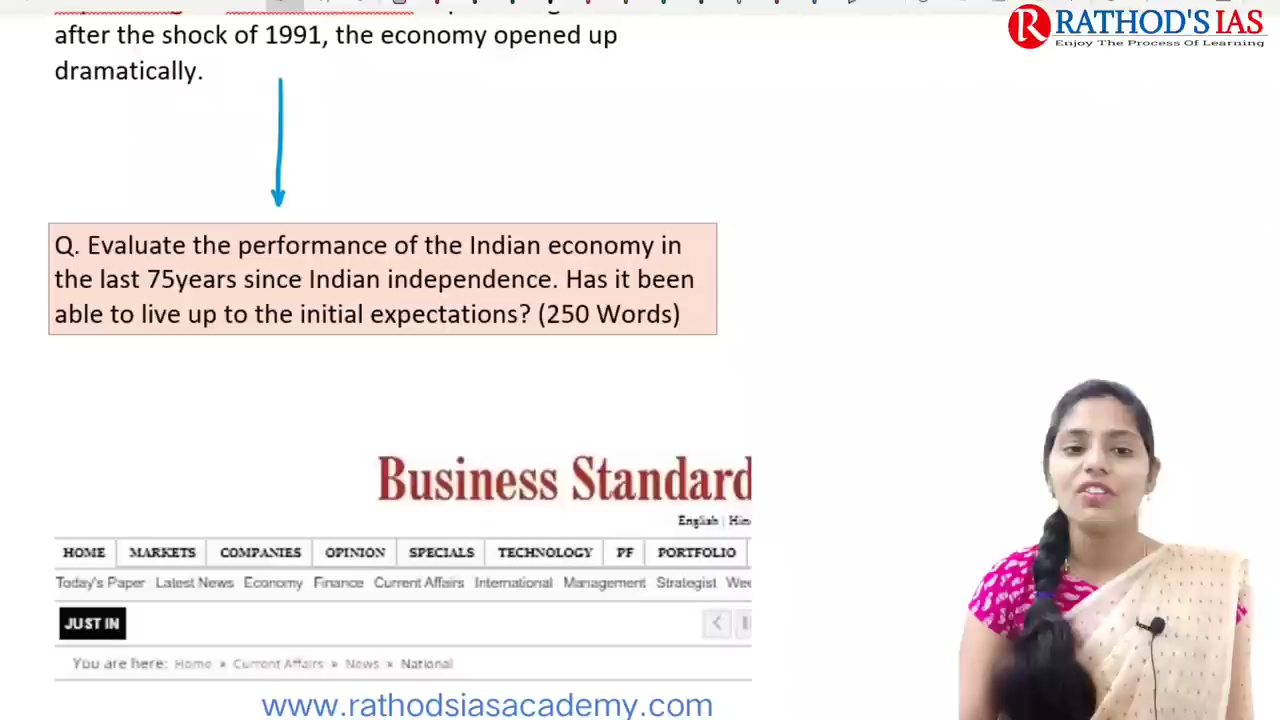 RATHOD'S IAS
Enjoy The Process Of Learning
after the shock of 1991, the economy opened up
dramatically.
Q. Evaluate the performance of the Indian economy in
the last 75years since Indian independence. Has it been
able to live up to the initial expectations? (250 Words)
Business Standard
English | Hin
HOME MARKETS COMPANIES OPINION SPECIALS TECHNOLOGY PF PORTFOLIO
Today's Paper Latest News Economy Finance Current Affairs International Management Strategist Wee
JUST IN
You are here: Home » Current Affairs » News » National
www.rathodsiasacademy.com